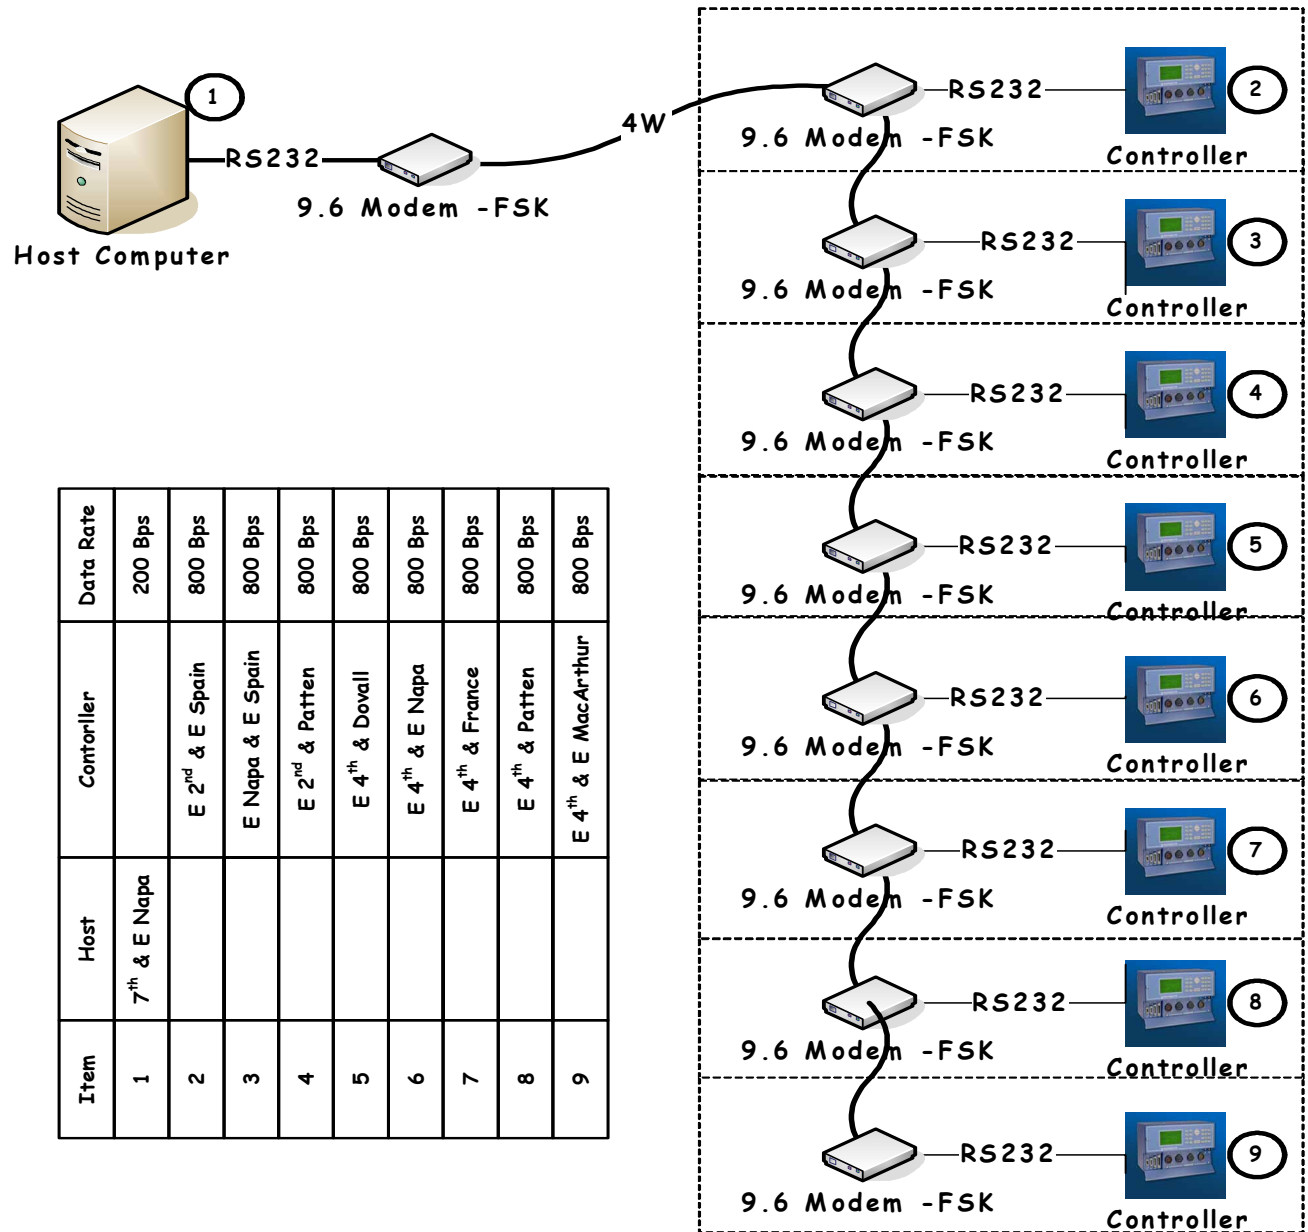 1
RS232
4W
9.6 Modem -FSK
Host Computer
RS232
2
9.6 Modem -FSK
Controller
RS232
3
9.6 Modem -FSK
Controller
RS232
4
9.6 Modem -FSK
Controller
RS232
5
9.6 Modem -FSK
Controller
RS232
6
9.6 Modem -FSK
Controller
RS232
7
9.6 Modem -FSK
Controller
RS232
8
9.6 Modem -FSK
Controller
RS232
9
9.6 Modem -FSK
Controller
Item Host Contorller Data Rate
1 7th & E Napa 200 Bps
2 E 2nd & E Spain 800 Bps
3 E Napa & E Spain 800 Bps
4 E 2nd & Patten 800 Bps
5 E 4th & Dovall 800 Bps
6 E 4th & E Napa 800 Bps
7 E 4th & France 800 Bps
8 E 4th & Patten 800 Bps
9 E 4th & E MacArthur 800 Bps